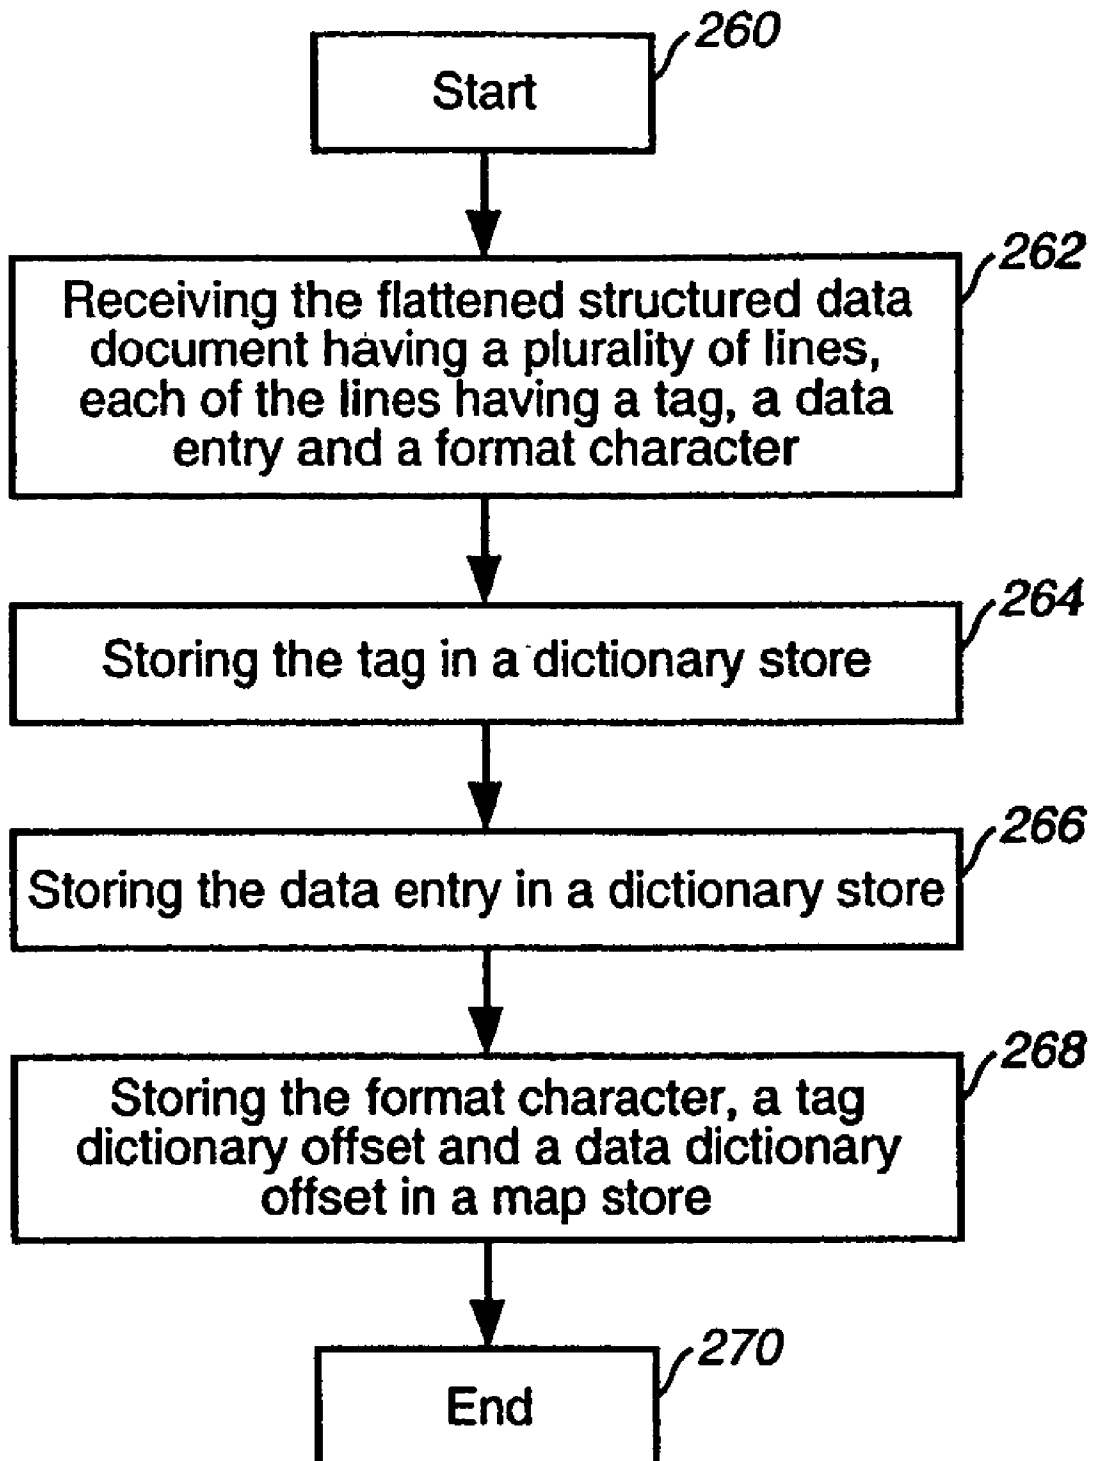 260
Start
262
Receiving the flattened structured data
document having a plurality of lines,
each of the lines having a tag, a data
entry and a format character
264
Storing the tag in a dictionary store
266
Storing the data entry in a dictionary store
268
Storing the format character, a tag
dictionary offset and a data dictionary
offset in a map store
270
End